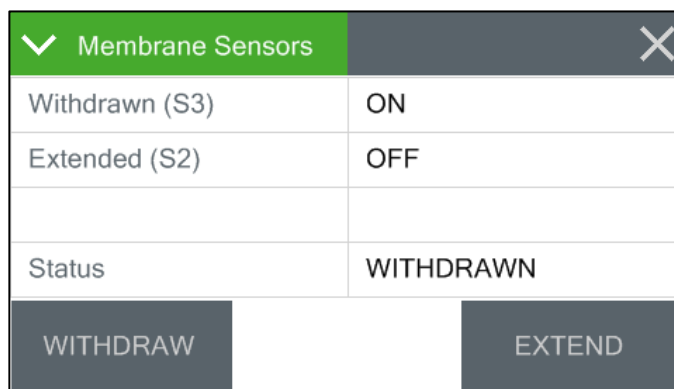 Membrane Sensors
Withdrawn (S3) ON
Extended (S2) OFF
Status WITHDRAWN
WITHDRAW EXTEND